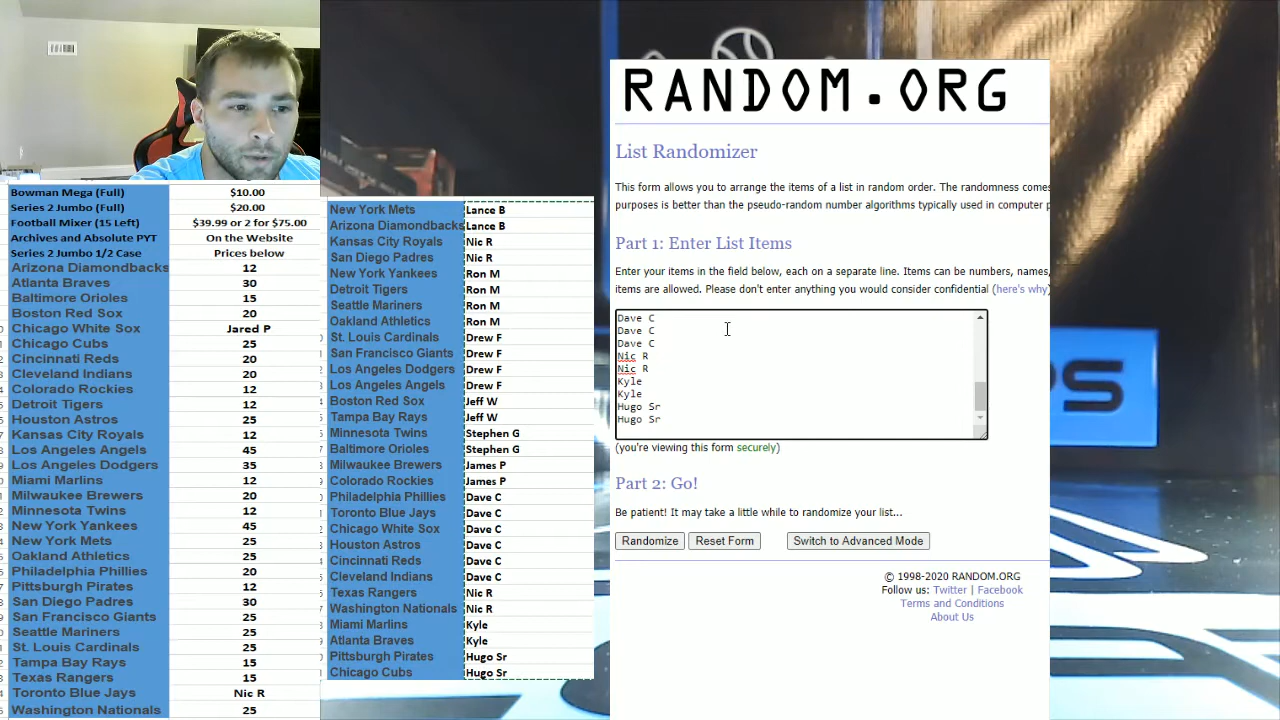 Bowman Mega (Full) $10.00
Series 2 Jumbo (Full) $20.00
Football Mixer (15 Left) $39.99 or 2 for $75.00
Archives and Absolute PYT On the Website
Series 2 Jumbo 1/2 Case Prices below
Arizona Diamondbacks 12
Atlanta Braves 30
Baltimore Orioles 15
Boston Red Sox 20
Chicago White Sox Jared P
Chicago Cubs 25
Cincinnati Reds 20
Cleveland Indians 20
Colorado Rockies 12
Detroit Tigers 12
Houston Astros 25
Kansas City Royals 12
Los Angeles Angels 45
Los Angeles Dodgers 35
Miami Marlins 12
Milwaukee Brewers 20
Minnesota Twins 12
New York Yankees 45
New York Mets 25
Oakland Athletics 25
Philadelphia Phillies 20
Pittsburgh Pirates 12
San Diego Padres 30
San Francisco Giants 25
Seattle Mariners 25
St. Louis Cardinals 25
Tampa Bay Rays 15
Texas Rangers 15
Toronto Blue Jays Nic R
Washington Nationals 25
New York Mets Lance B
Arizona Diamondbacks Lance B
Kansas City Royals Nic R
San Diego Padres Nic R
New York Yankees Ron M
Detroit Tigers Ron M
Seattle Mariners Ron M
Oakland Athletics Ron M
St. Louis Cardinals Drew F
San Francisco Giants Drew F
Los Angeles Dodgers Drew F
Los Angeles Angels Drew F
Boston Red Sox Jeff W
Tampa Bay Rays Jeff W
Minnesota Twins Stephen G
Baltimore Orioles Stephen G
Milwaukee Brewers James P
Colorado Rockies James P
Philadelphia Phillies Dave C
Toronto Blue Jays Dave C
Chicago White Sox Dave C
Houston Astros Dave C
Cincinnati Reds Dave C
Cleveland Indians Dave C
Texas Rangers Nic R
Washington Nationals Nic R
Miami Marlins Kyle
Atlanta Braves Kyle
Pittsburgh Pirates Hugo Sr
Chicago Cubs Hugo Sr
RANDOM.ORG
List Randomizer
This form allows you to arrange the items of a list in random order. The randomness comes
purposes is better than the pseudo-random number algorithms typically used in computer p
Part 1: Enter List Items
Enter your items in the field below, each on a separate line. Items can be numbers, names,
items are allowed. Please don't enter anything you would consider confidential (here's why)
Dave C
Dave C
Dave C
Nic R
Nic R
Kyle
Kyle
Hugo Sr
Hugo Sr
(you're viewing this form securely)
Part 2: Go!
Be patient! It may take a little while to randomize your list...
Randomize Reset Form Switch to Advanced Mode
© 1998-2020 RANDOM.ORG
Follow us: Twitter | Facebook
Terms and Conditions
About Us